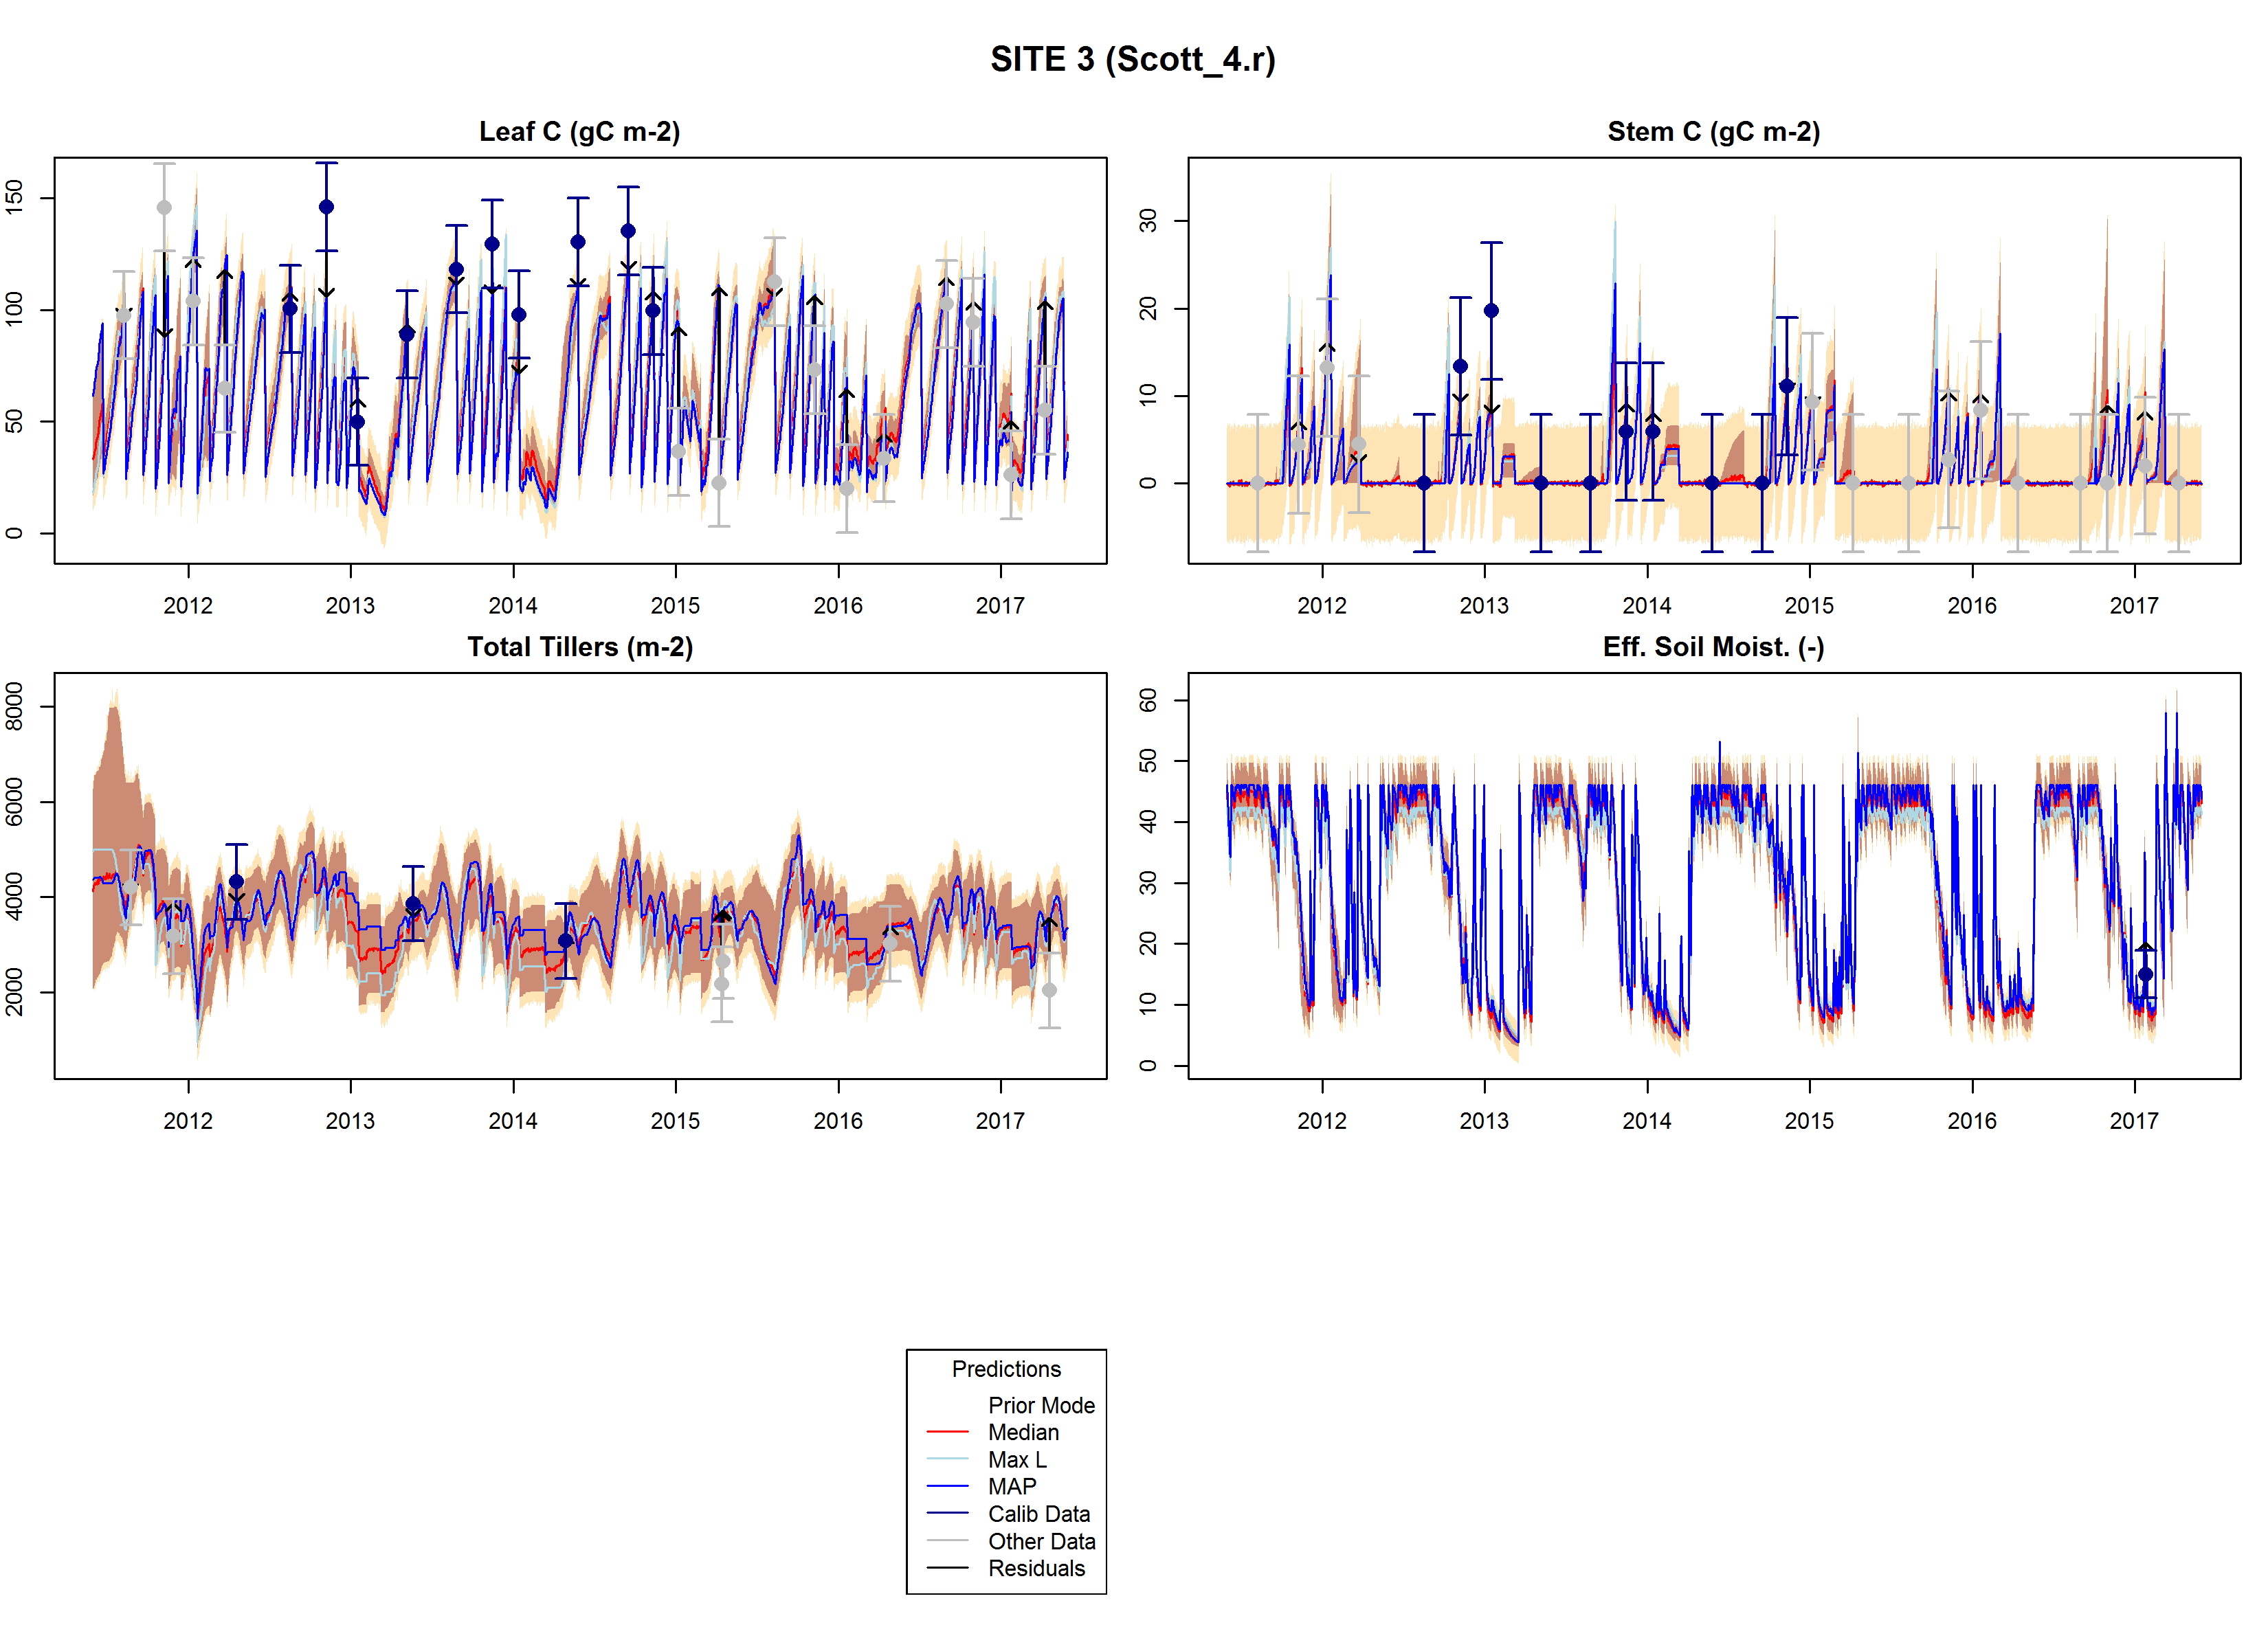 SITE 3 (Scott_4.r)
Leaf C (gC m-2)
150
100
50
0
2012 2013 2014 2015 2016 2017
Stem C (gC m-2)
30
20
10
0
2012 2013 2014 2015 2016 2017
Total Tillers (m-2)
8000
6000
4000
2000
2012 2013 2014 2015 2016 2017
Eff. Soil Moist. (-)
60
50
40
30
20
10
0
2012 2013 2014 2015 2016 2017
Predictions
Prior Mode
Median
Max L
MAP
Calib Data
Other Data
Residuals